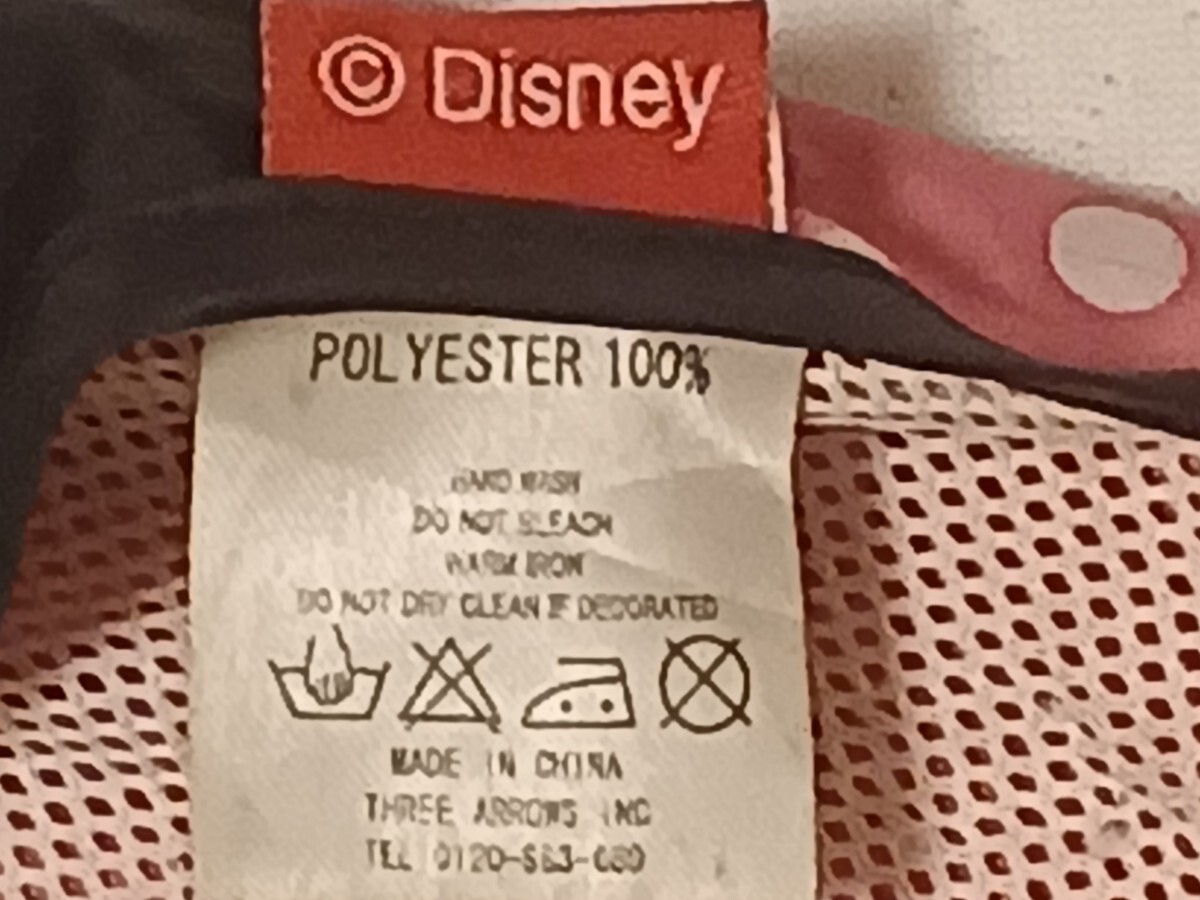 © Disney
POLYESTER 100%
HAND WASH
DO NOT BLEACH
WARM IRON
DO NOT DRY CLEAN IF DECORATED
MADE IN CHINA
THREE ARROWS INC
TEL